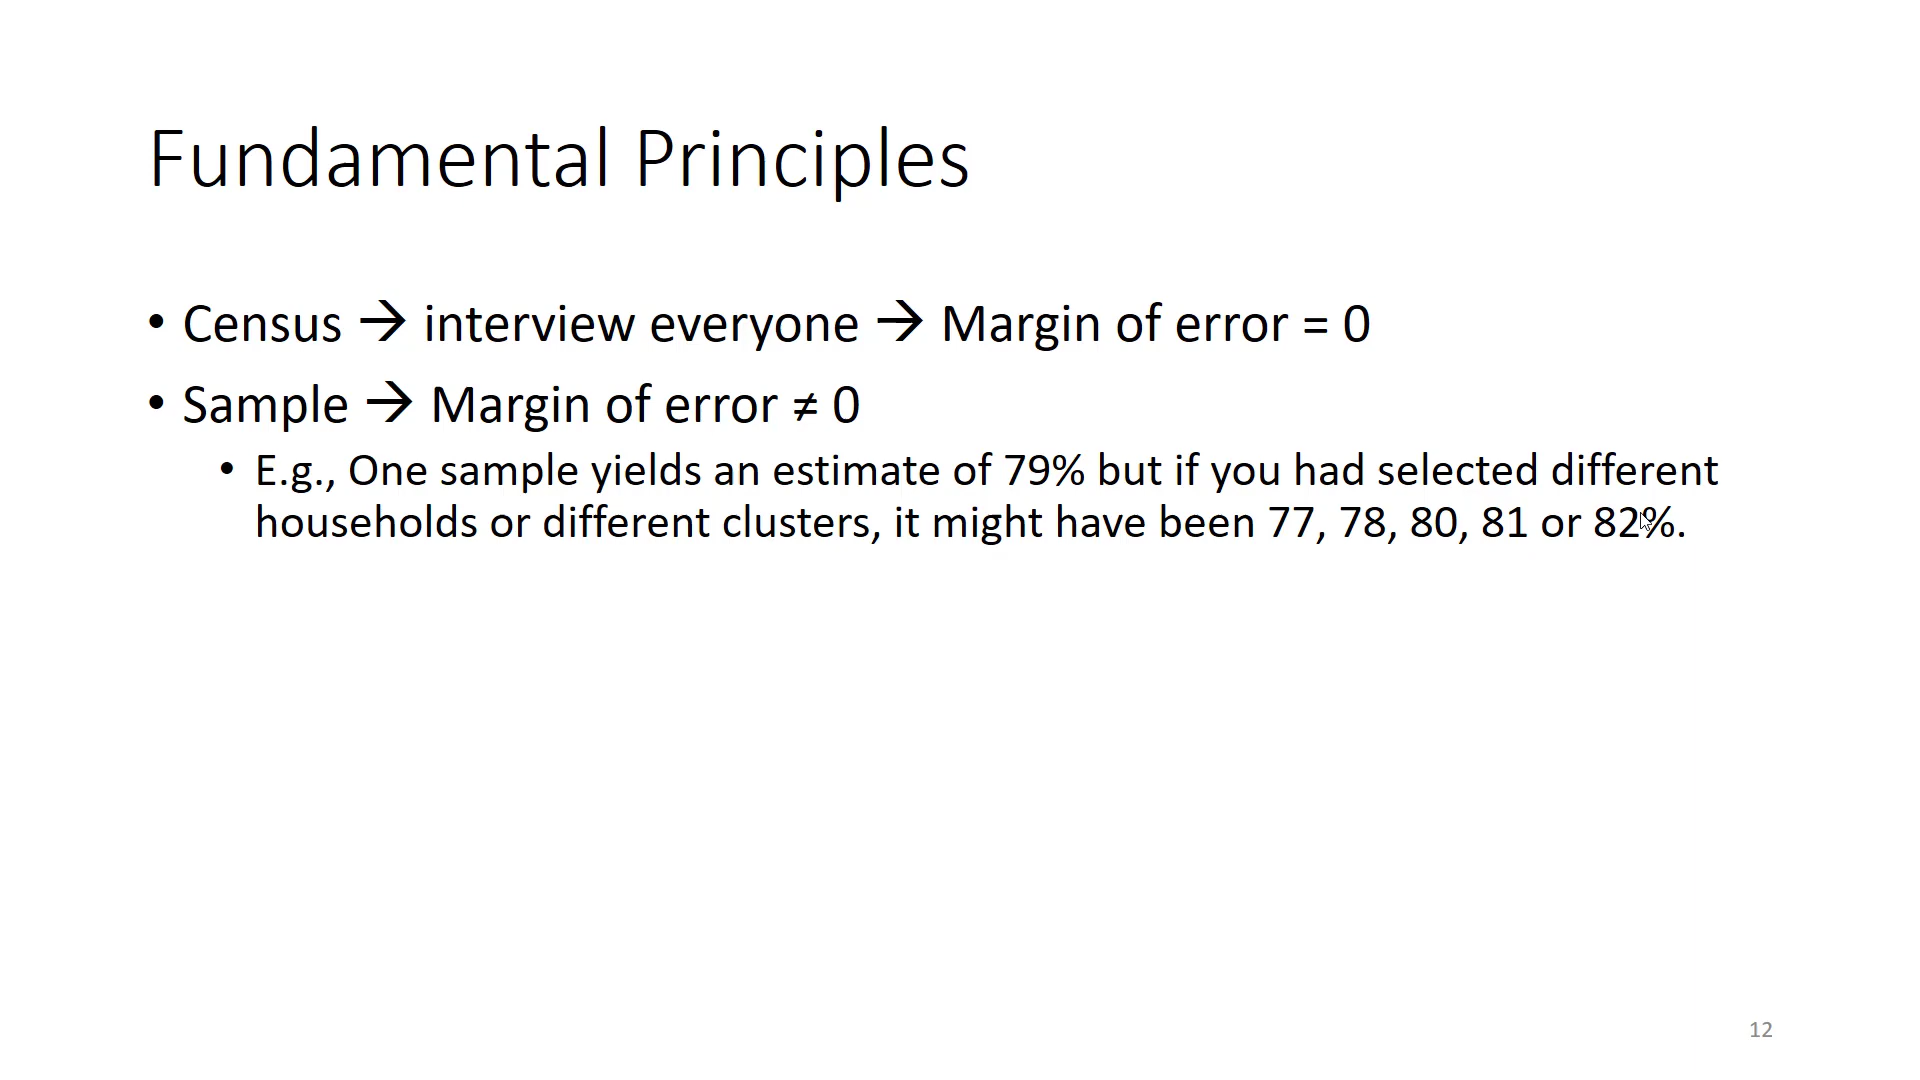 Fundamental Principles
• Census → interview everyone → Margin of error = 0
• Sample → Margin of error ≠ 0
• E.g., One sample yields an estimate of 79% but if you had selected different
households or different clusters, it might have been 77, 78, 80, 81 or 82%.
12